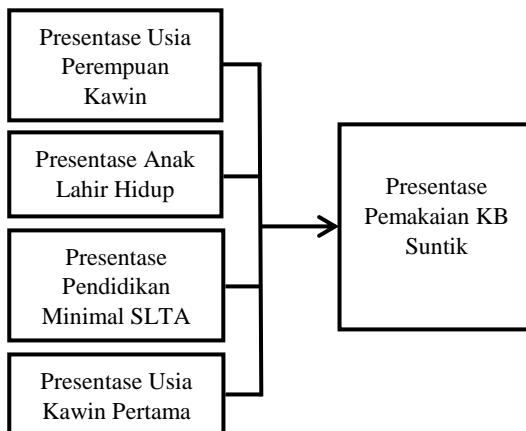 Presentase Usia
Perempuan
Kawin
Presentase Anak
Lahir Hidup
Presentase
Pendidikan
Minimal SLTA
Presentase Usia
Kawin Pertama
Presentase
Pemakaian KB
Suntik